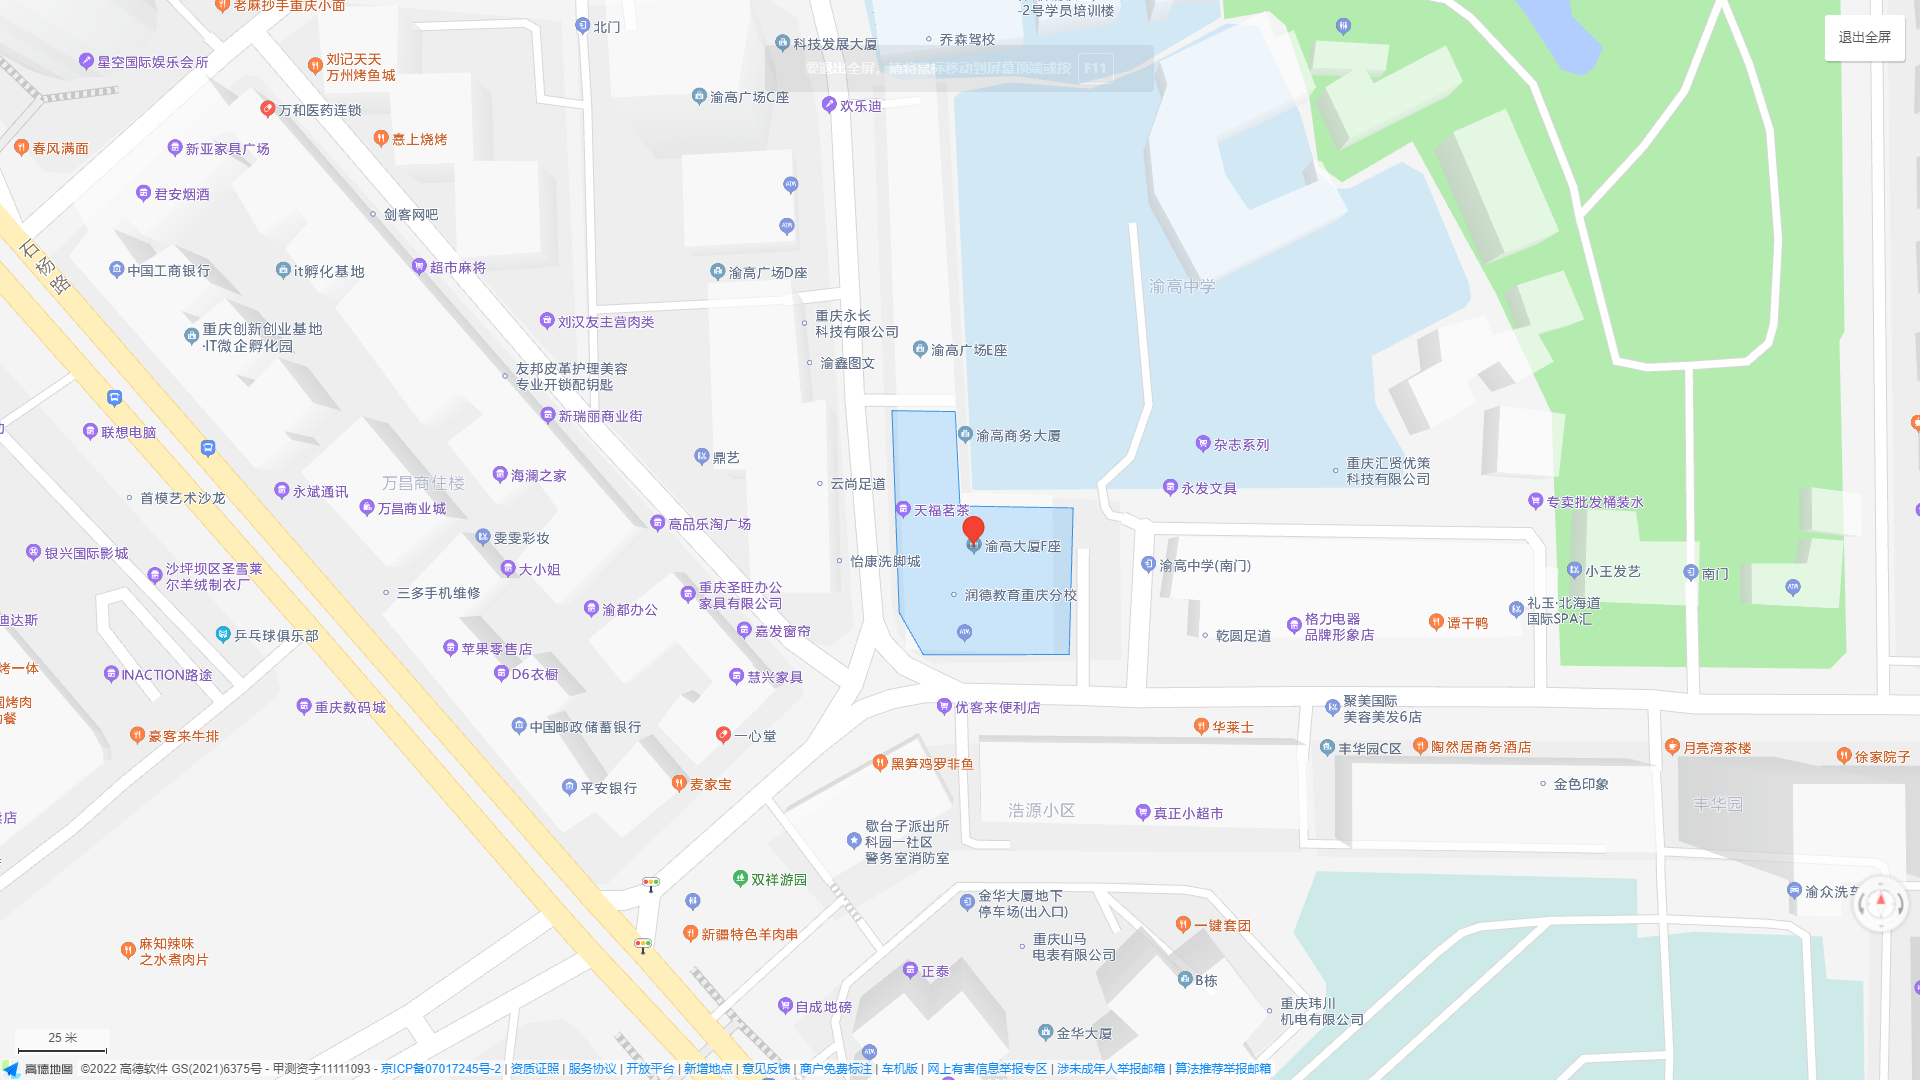 老麻抄手重庆小面
北门
-2号学员培训楼
科技发展大厦
乔森驾校
退出全屏
星空国际娱乐会所
刘记天天
万州烤鱼城
要退出全屏，请将鼠标移动到屏幕顶端或按 F11
渝高广场C座
欢乐迪
万和医药连锁
春风满面
新亚家具广场
憙上烧烤
ATM
君安烟酒
剑客网吧
ATM
石杨路
中国工商银行
it孵化基地
超市麻将
渝高广场D座
渝高中学
重庆创新创业基地
·IT微企孵化园
刘汉友主营肉类
重庆永长
科技有限公司
渝高广场E座
渝鑫图文
友邦皮革护理美容
专业开锁配钥匙
新瑞丽商业街
联想电脑
渝高商务大厦
杂志系列
鼎艺
万昌商住楼
海澜之家
云尚足道
重庆汇贤优策
科技有限公司
首模艺术沙龙
永斌通讯
万昌商业城
永发文具
专卖批发桶装水
高品乐淘广场
天福茗茶
雯雯彩妆
银兴国际影城
渝高大厦F座
怡康洗脚城
渝高中学(南门)
沙坪坝区圣雪莱
尔羊绒制衣厂
大小姐
小王发艺
南门
ATM
三多手机维修
重庆圣旺办公
家具有限公司
润德教育重庆分校
渝都办公
礼玉·北海道
国际SPA汇
迪达斯
乒乓球俱乐部
嘉发窗帘
ATM
乾圆足道
格力电器
品牌形象店
谭干鸭
苹果零售店
烤一体
INACTION路途
D6衣橱
慧兴家具
重庆数码城
优客来便利店
聚美国际
美容美发6店
中国邮政储蓄银行
华莱士
豪客来牛排
一心堂
丰华园C区
陶然居商务酒店
月亮湾茶楼
徐家院子
黑笋鸡罗非鱼
平安银行
麦家宝
金色印象
浩源小区
真正小超市
丰华园
歇台子派出所
科园一社区
警务室消防室
双祥游园
渝众洗车
金华大厦地下
停车场(出入口)
一键套团
新疆特色羊肉串
麻知辣味
之水煮肉片
重庆山马
电表有限公司
正泰
B栋
自成地磅
重庆玮川
机电有限公司
金华大厦
25 米
ATM
高德地图 ©2022 高德软件 GS(2021)6375号 - 甲测资字11111093 - 京ICP备07017245号-2 | 资质证照 | 服务协议 | 开放平台 | 新增地点 | 意见反馈 | 商户免费标注 | 车机版 | 网上有害信息举报专区 | 涉未成年人举报邮箱 | 算法推荐举报邮箱